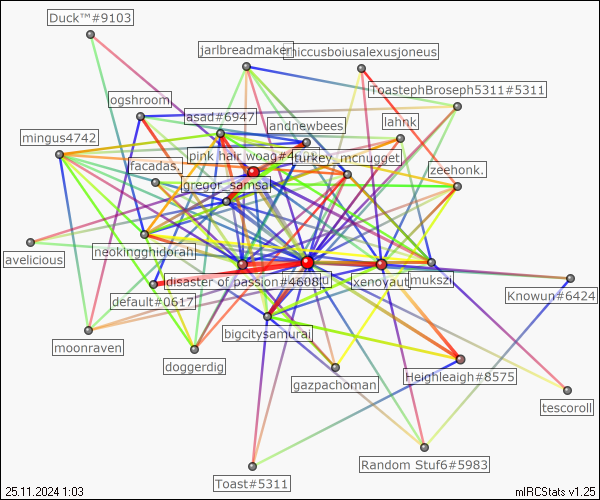 Duck™#9103
jarlbreadmaker
miccusboiusalexusjoneus
ToastephBroseph5311#5311
ogshroom
asad#6947
andnewbees
lahnk
mingus4742
pink hair woag#4
turkey_mcnugget
facadas.
zeehonk.
gregor_samsa
avelicious
neokingghidorah
disaster of passion#4608
xenoyaut
mukszi
default#0617
Knowun#6424
bigcitysamurai
moonraven
doggerdig
Heighleaigh#8575
gazpachoman
tescoroll
Random Stuf6#5983
Toast#5311
25.11.2024 1:03
mIRCStats v1.25